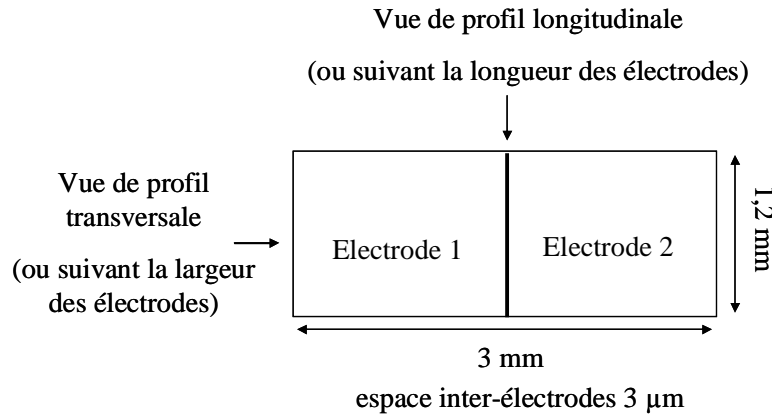 Vue de profil longitudinale
(ou suivant la longueur des électrodes)
Vue de profil
transversale
(ou suivant la largeur
des électrodes)
Electrode 1
Electrode 2
1,2 mm
3 mm
espace inter-électrodes 3 µm